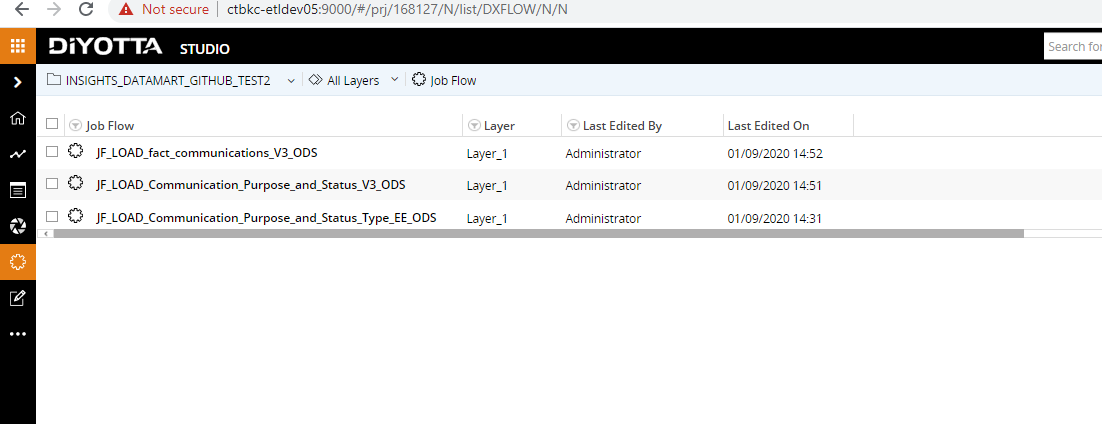 Not secure ctbkc-etldev05:9000/#/prj/168127/N/list/DXFLOW/N/N
DiYOTTA STUDIO Search for
INSIGHTS_DATAMART_GITHUB_TEST2 All Layers Job Flow
Job Flow Layer Last Edited By Last Edited On
JF_LOAD_fact_communications_V3_ODS Layer_1 Administrator 01/09/2020 14:52
JF_LOAD_Communication_Purpose_and_Status_V3_ODS Layer_1 Administrator 01/09/2020 14:51
JF_LOAD_Communication_Purpose_and_Status_Type_EE_ODS Layer_1 Administrator 01/09/2020 14:31